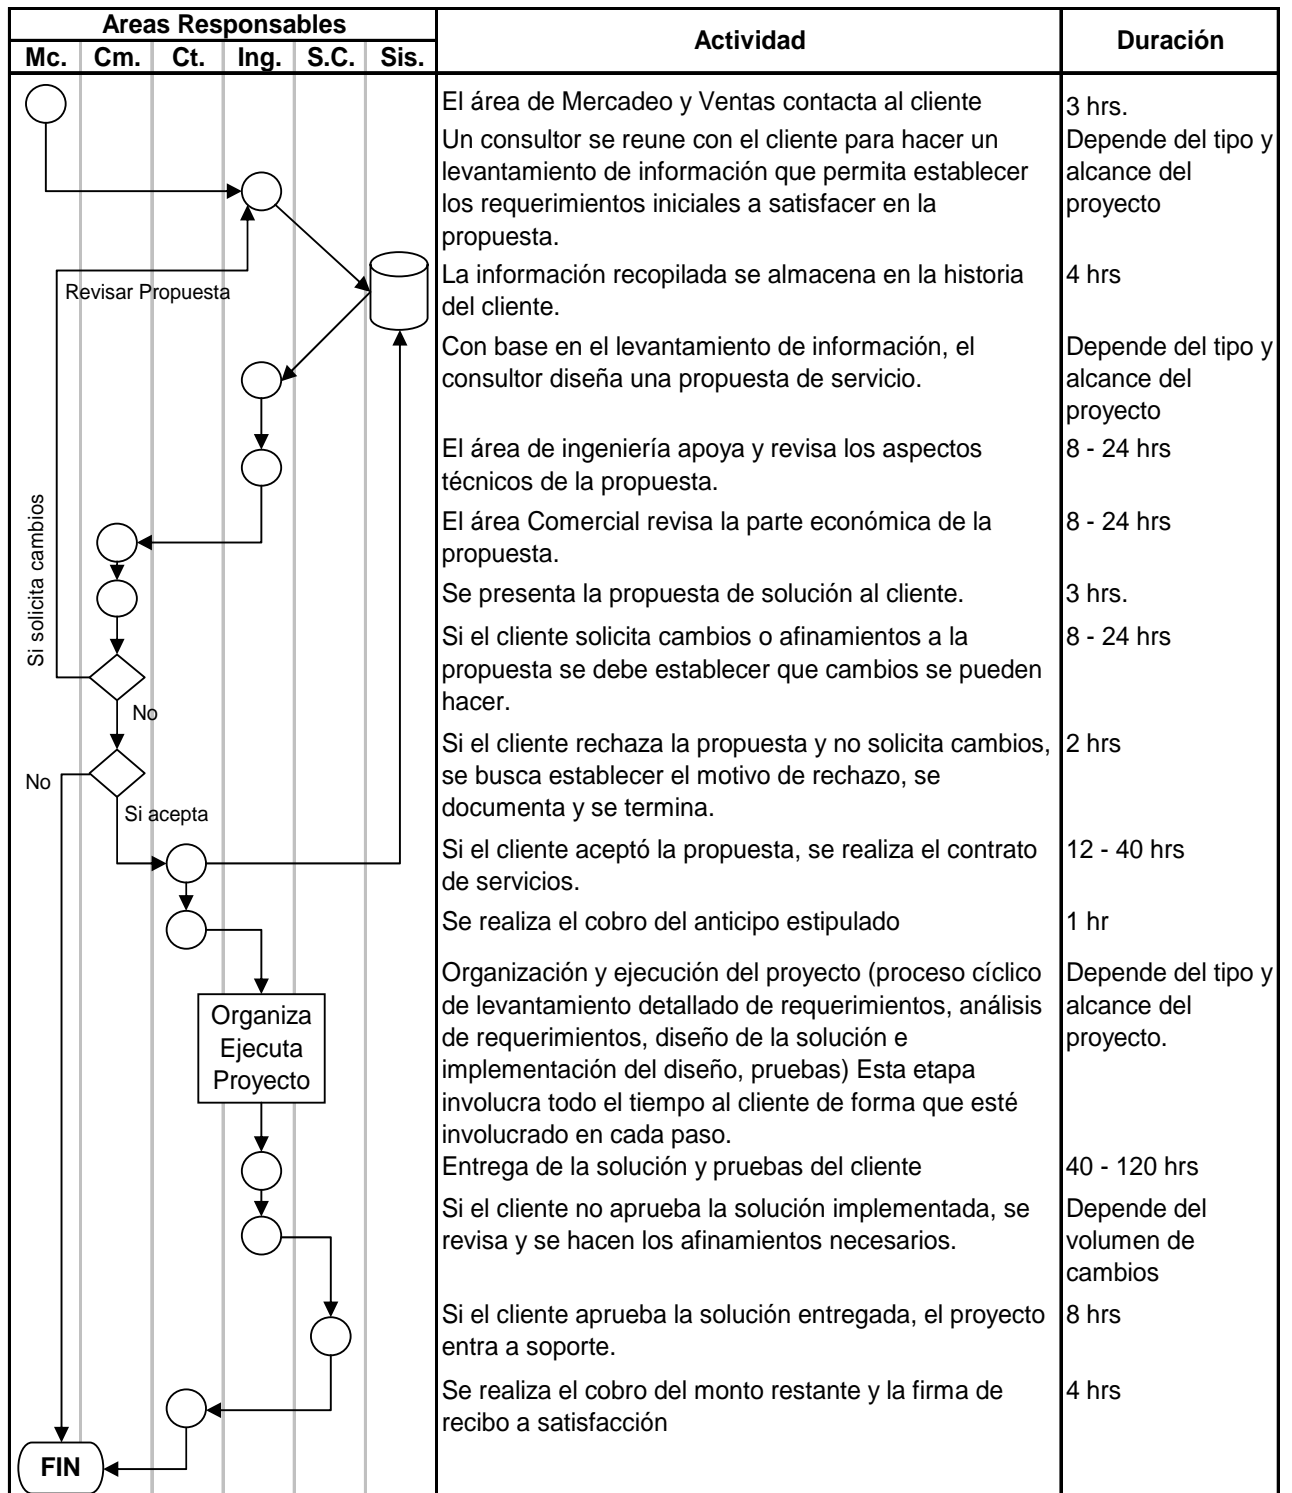 Areas Responsables
Actividad
Duración
Mc. Cm. Ct. Ing. S.C. Sis.
El área de Mercadeo y Ventas contacta al cliente
3 hrs.
Un consultor se reune con el cliente para hacer un
levantamiento de información que permita establecer
los requerimientos iniciales a satisfacer en la
propuesta.
Depende del tipo y
alcance del
proyecto
Revisar Propuesta
La información recopilada se almacena en la historia
del cliente.
4 hrs
Con base en el levantamiento de información, el
consultor diseña una propuesta de servicio.
Depende del tipo y
alcance del
proyecto
El área de ingeniería apoya y revisa los aspectos
técnicos de la propuesta.
8 - 24 hrs
Si solicita cambios
El área Comercial revisa la parte económica de la
propuesta.
8 - 24 hrs
Se presenta la propuesta de solución al cliente.
3 hrs.
Si el cliente solicita cambios o afinamientos a la
propuesta se debe establecer que cambios se pueden
hacer.
8 - 24 hrs
No
No
Si el cliente rechaza la propuesta y no solicita cambios,
se busca establecer el motivo de rechazo, se
documenta y se termina.
2 hrs
Si acepta
Si el cliente aceptó la propuesta, se realiza el contrato
de servicios.
12 - 40 hrs
Se realiza el cobro del anticipo estipulado
1 hr
Organiza
Ejecuta
Proyecto
Organización y ejecución del proyecto (proceso cíclico
de levantamiento detallado de requerimientos, análisis
de requerimientos, diseño de la solución e
implementación del diseño, pruebas) Esta etapa
involucra todo el tiempo al cliente de forma que esté
involucrado en cada paso.
Depende del tipo y
alcance del
proyecto.
Entrega de la solución y pruebas del cliente
40 - 120 hrs
Si el cliente no aprueba la solución implementada, se
revisa y se hacen los afinamientos necesarios.
Depende del
volumen de
cambios
Si el cliente aprueba la solución entregada, el proyecto
entra a soporte.
8 hrs
Se realiza el cobro del monto restante y la firma de
recibo a satisfacción
4 hrs
FIN